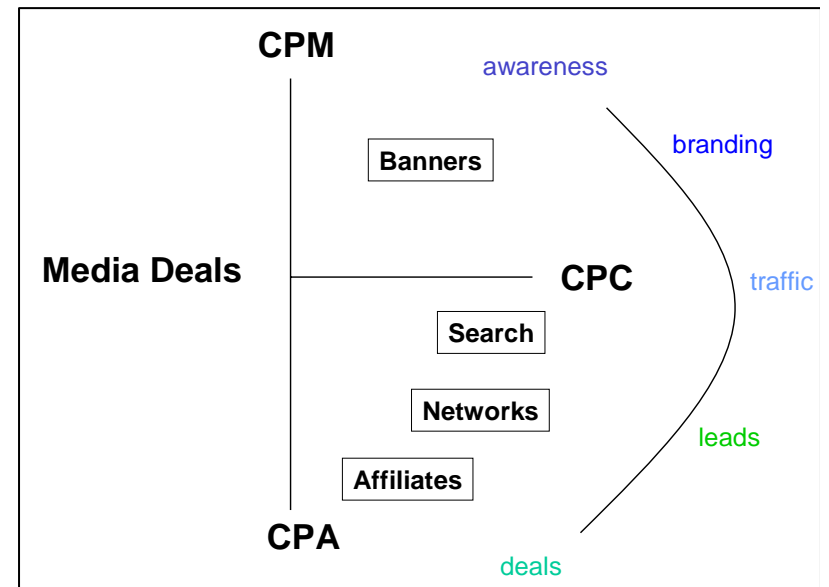 CPM
awareness
branding
Banners
Media Deals
CPC
traffic
Search
Networks
leads
Affiliates
CPA
deals